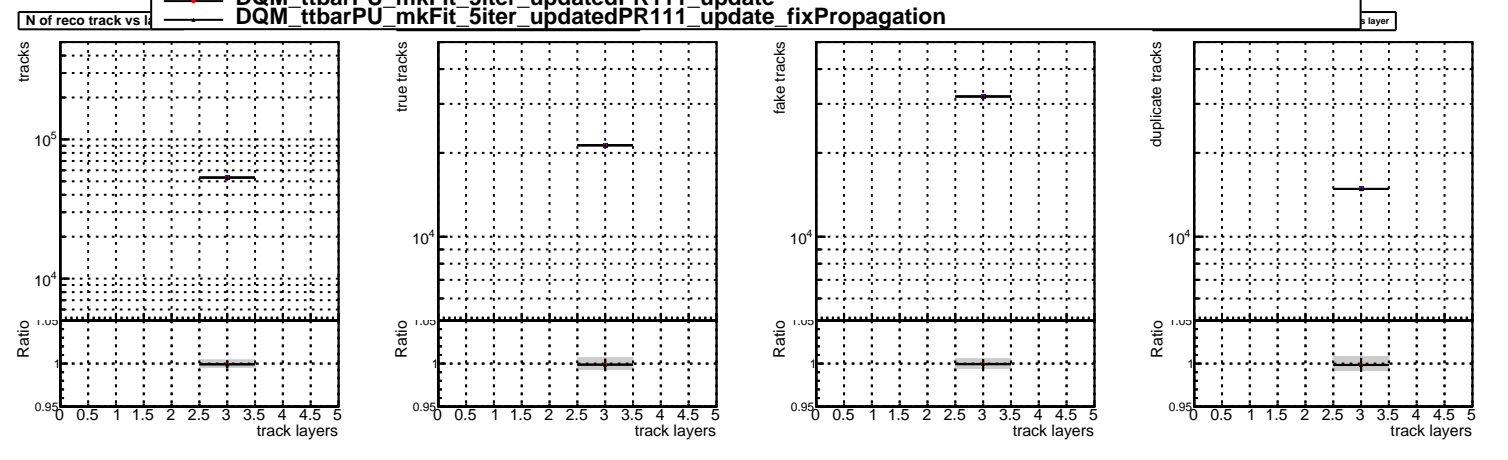 DQM_ttbarPU_mkFit_5iter_updatedPR111_update
DQM_ttbarPU_mkFit_5iter_updatedPR111_update_fixPropagation
N of reco track vs la
s layer
tracks
10⁵
10⁴
Ratio
1.05
1
0.95
0 0.5 1 1.5 2 2.5 3 3.5 4 4.5 5
track layers
true tracks
10⁴
Ratio
1.05
1
0.95
0 0.5 1 1.5 2 2.5 3 3.5 4 4.5 5
track layers
fake tracks
10⁴
Ratio
1.05
1
0.95
0 0.5 1 1.5 2 2.5 3 3.5 4 4.5 5
track layers
duplicate tracks
10⁴
Ratio
1.05
1
0.95
0 0.5 1 1.5 2 2.5 3 3.5 4 4.5 5
track layers